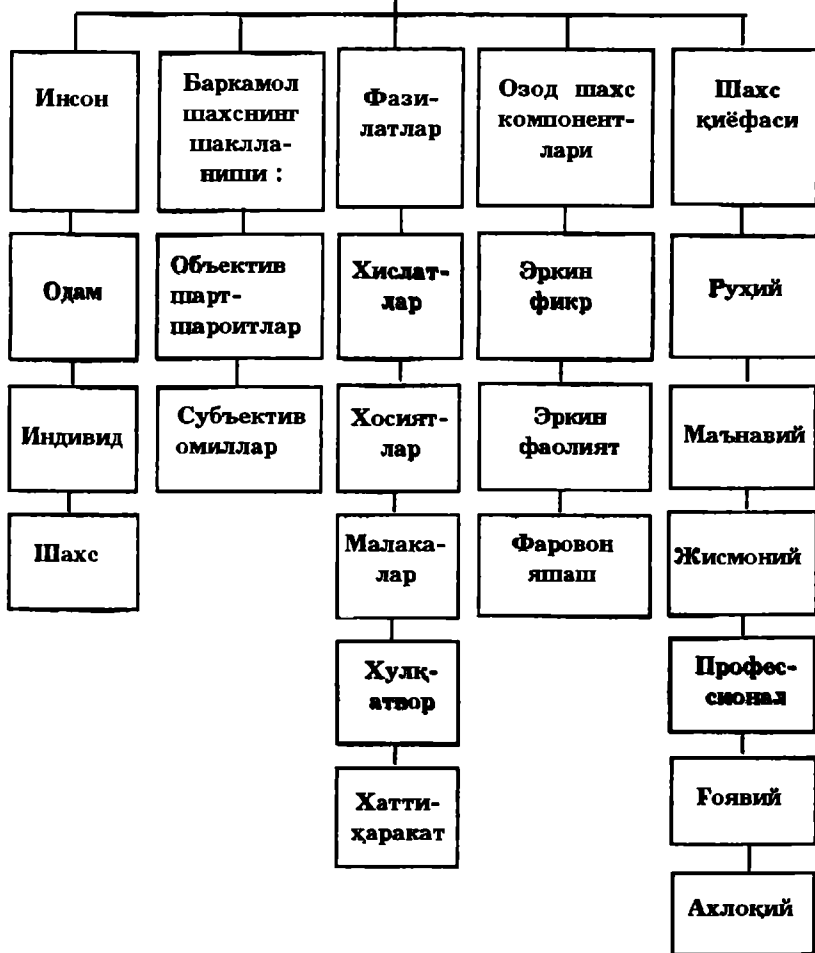 Инсон
Баркамол
шахснинг
шаклла-
ниши :
Фази-
латлар
Озод шахс
компонент-
лари
Шахс
қиёфаси
Одам
Объектив
шарт-
шароитлар
Хислат-
лар
Эркин
фикр
Руҳий
Индивид
Субъектив
омиллар
Хосият-
лар
Эркин
фаолият
Маънавий
Шахс
Малака-
лар
Фаровон
яшаш
Жисмоний
Хулқ-
атвор
Профес-
сионал
Хатти-
ҳаракат
Ғоявий
Ахлоқий